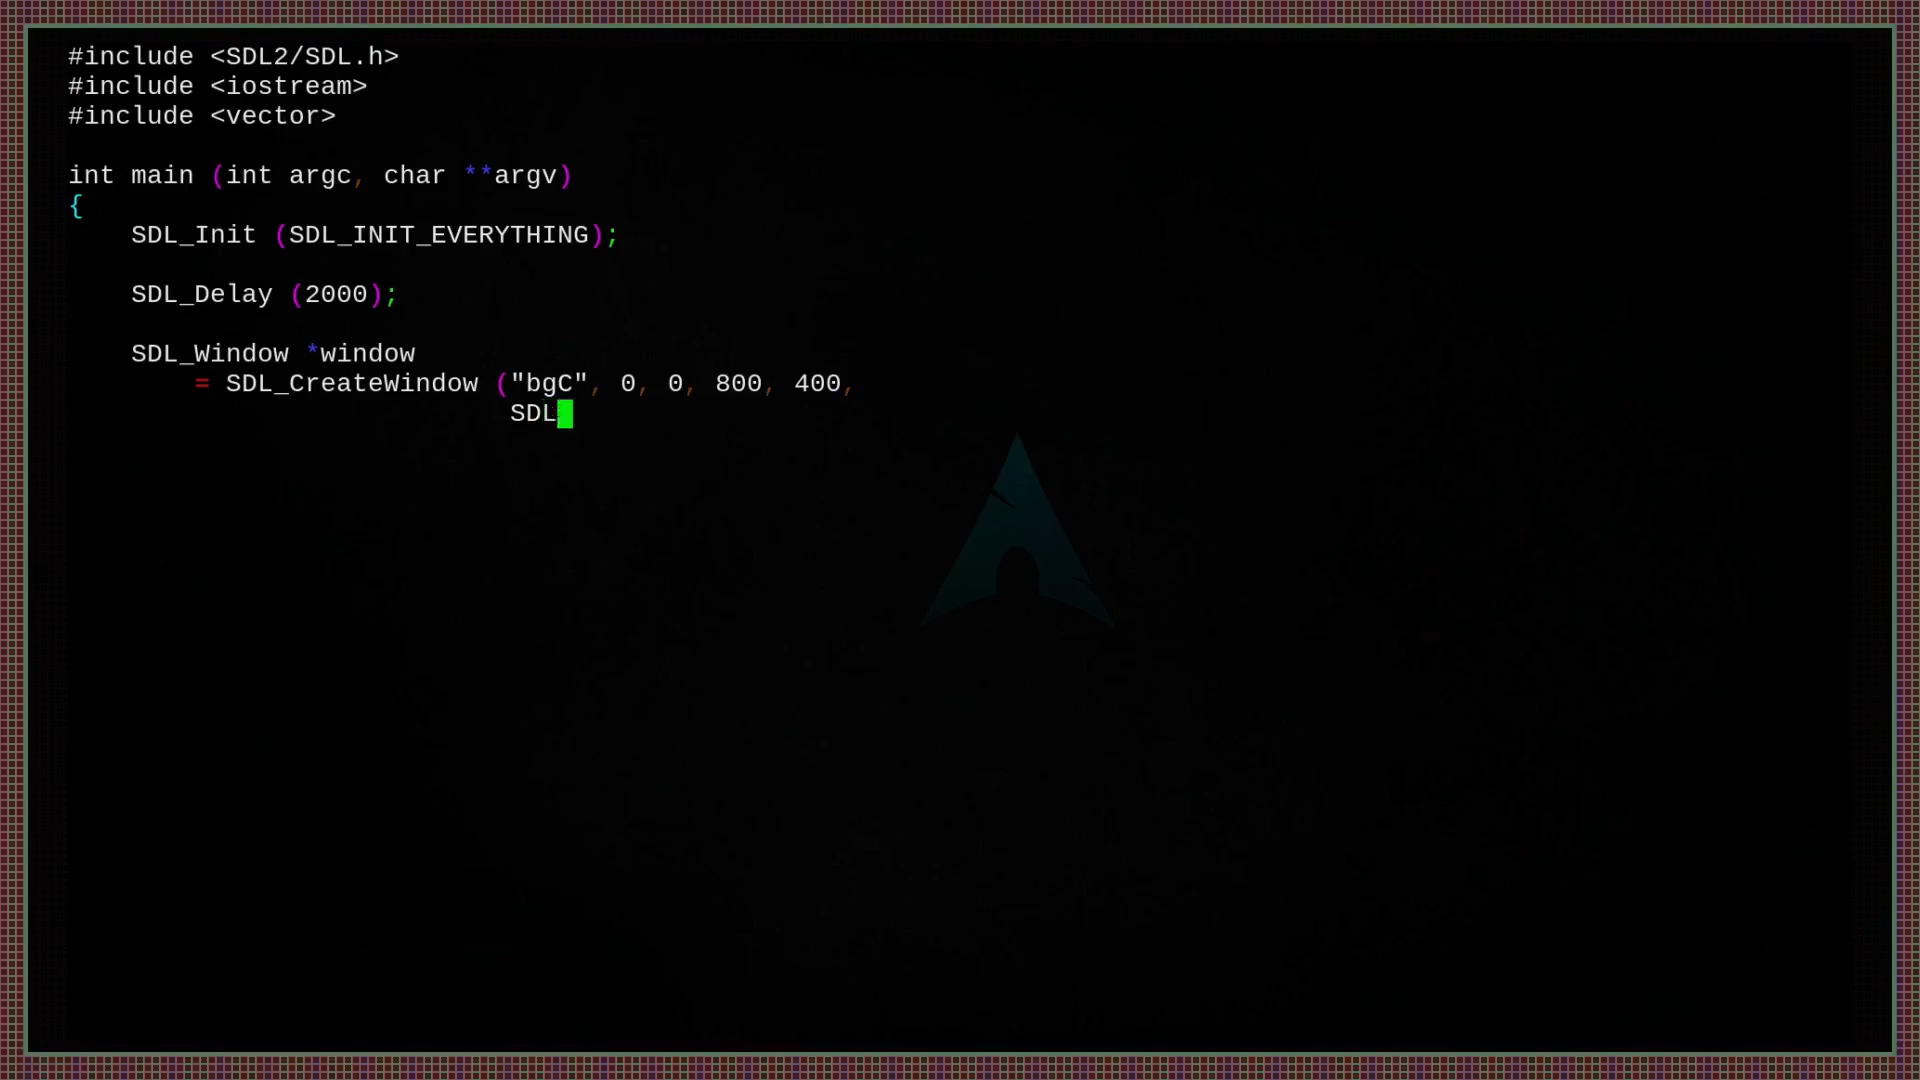 #include <SDL2/SDL.h>
#include <iostream>
#include <vector>
int main (int argc, char **argv)
{
SDL_Init (SDL_INIT_EVERYTHING);
SDL_Delay (2000);
SDL_Window *window
= SDL_CreateWindow ("bgC", 0, 0, 800, 400,
SDL